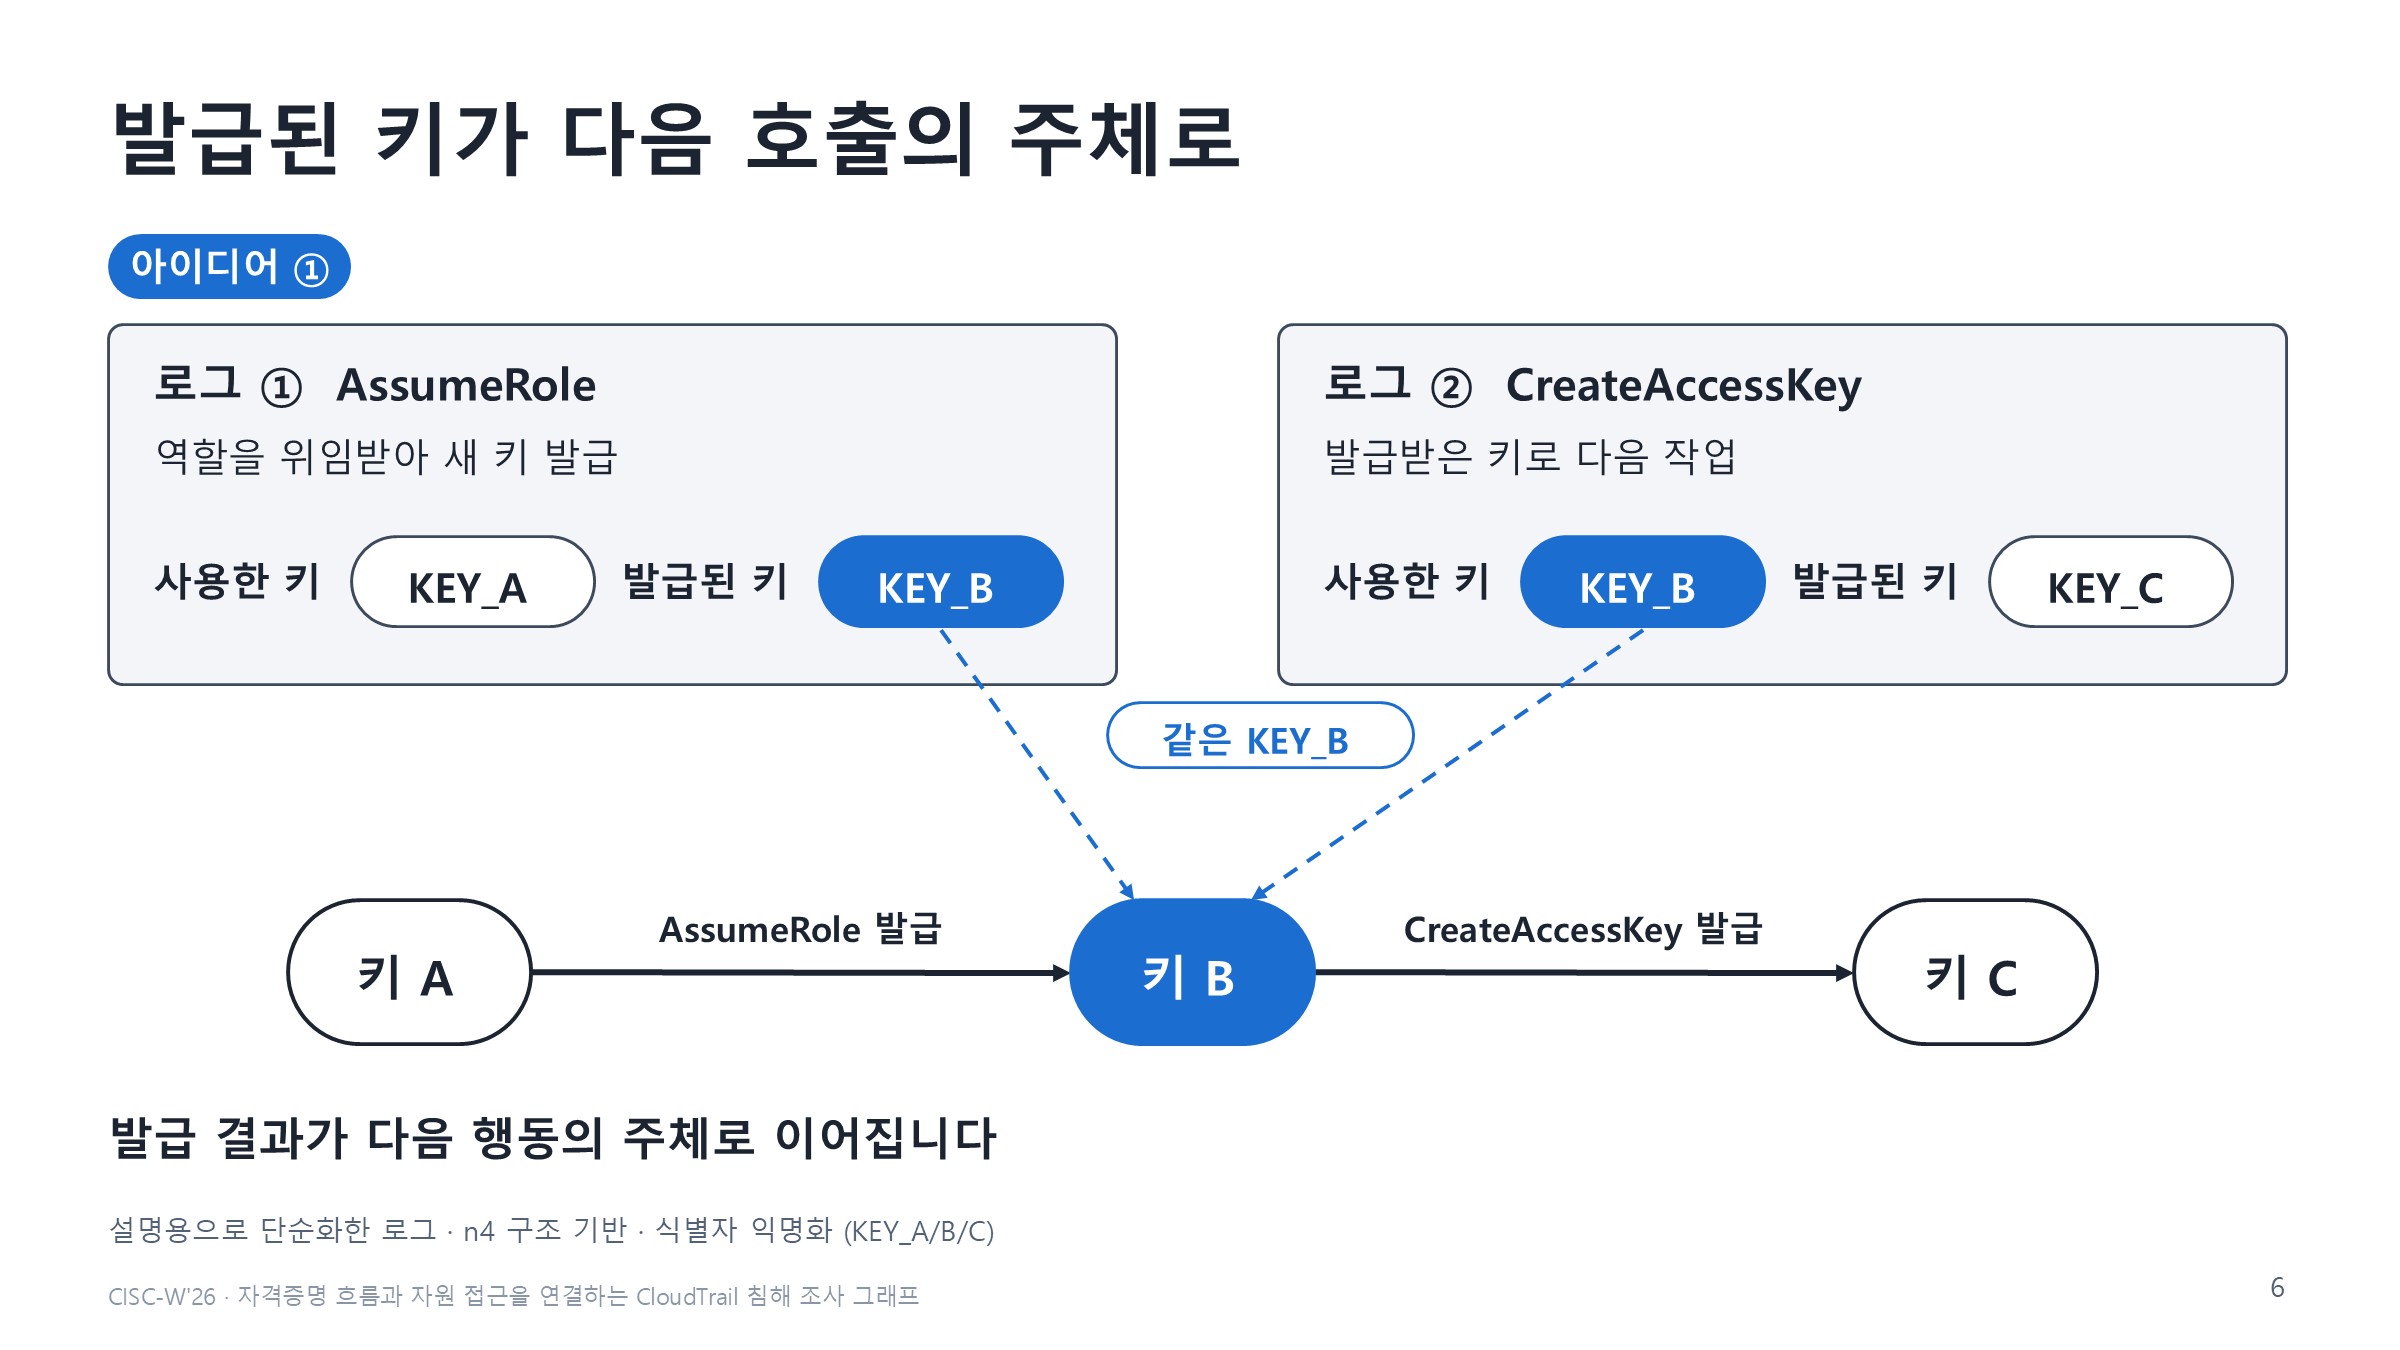 발급된 키가 다음 호출의 주체로
아이디어 ①
로그 ① AssumeRole
역할을 위임받아 새 키 발급
사용한 키 KEY_A 발급된 키 KEY_B
로그 ② CreateAccessKey
발급받은 키로 다음 작업
사용한 키 KEY_B 발급된 키 KEY_C
같은 KEY_B
AssumeRole 발급
CreateAccessKey 발급
키 A
키 B
키 C
발급 결과가 다음 행동의 주체로 이어집니다
설명용으로 단순화한 로그 · n4 구조 기반 · 식별자 익명화 (KEY_A/B/C)
CISC-W'26 · 자격증명 흐름과 자원 접근을 연결하는 CloudTrail 침해 조사 그래프
6